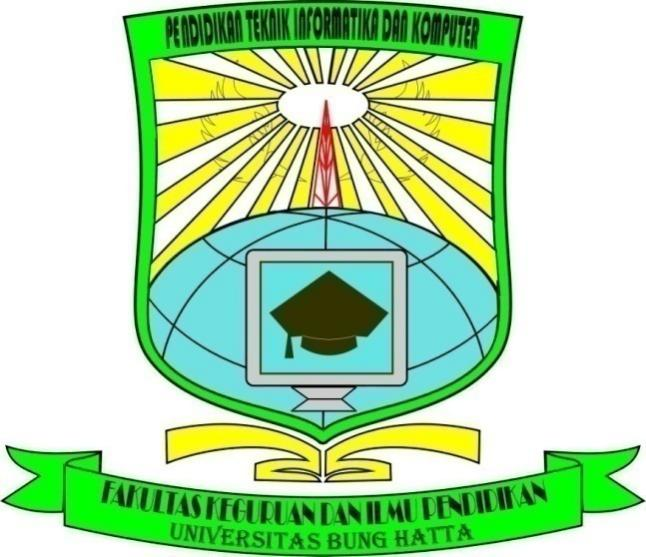 PENDIDIKAN TEKNIK INFORMATIKA DAN KOMPUTER
FAKULTAS KEGURUAN DAN ILMU PENDIDIKAN
UNIVERSITAS BUNG HATTA